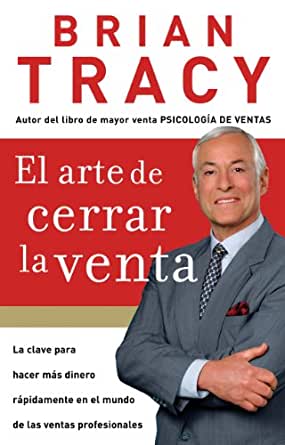 BRIAN
TRACY
Autor del libro de mayor venta PSICOLOGÍA DE VENTAS
El arte de
cerrar
la venta
La clave para
hacer más dinero
rápidamente en el mundo
de las ventas profesionales